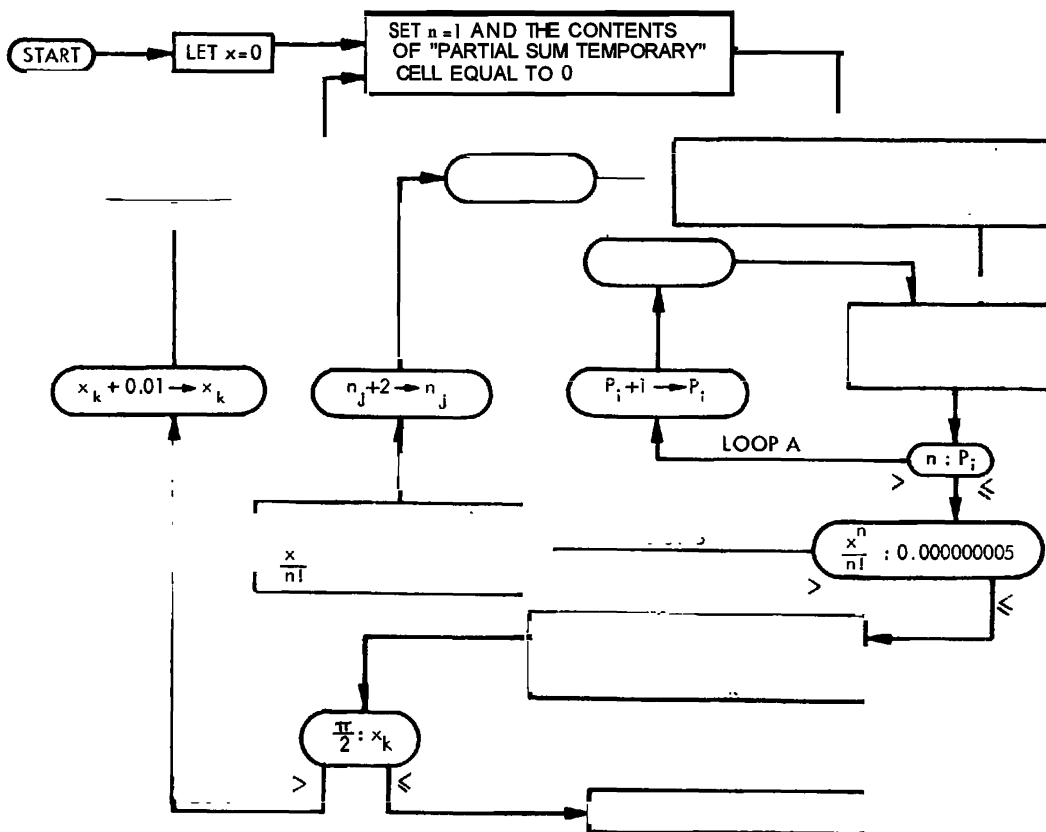 START
LET x=0
SET n=1 AND THE CONTENTS
OF "PARTIAL SUM TEMPORARY"
CELL EQUAL TO 0
x_k + 0.01 → x_k
n_j+2 → n_j
P_i+1 → P_i
LOOP A
n : P_i
> ≤
x^n/n! : 0.000000005
> ≤
x/n!
π/2 : x_k
> ≤